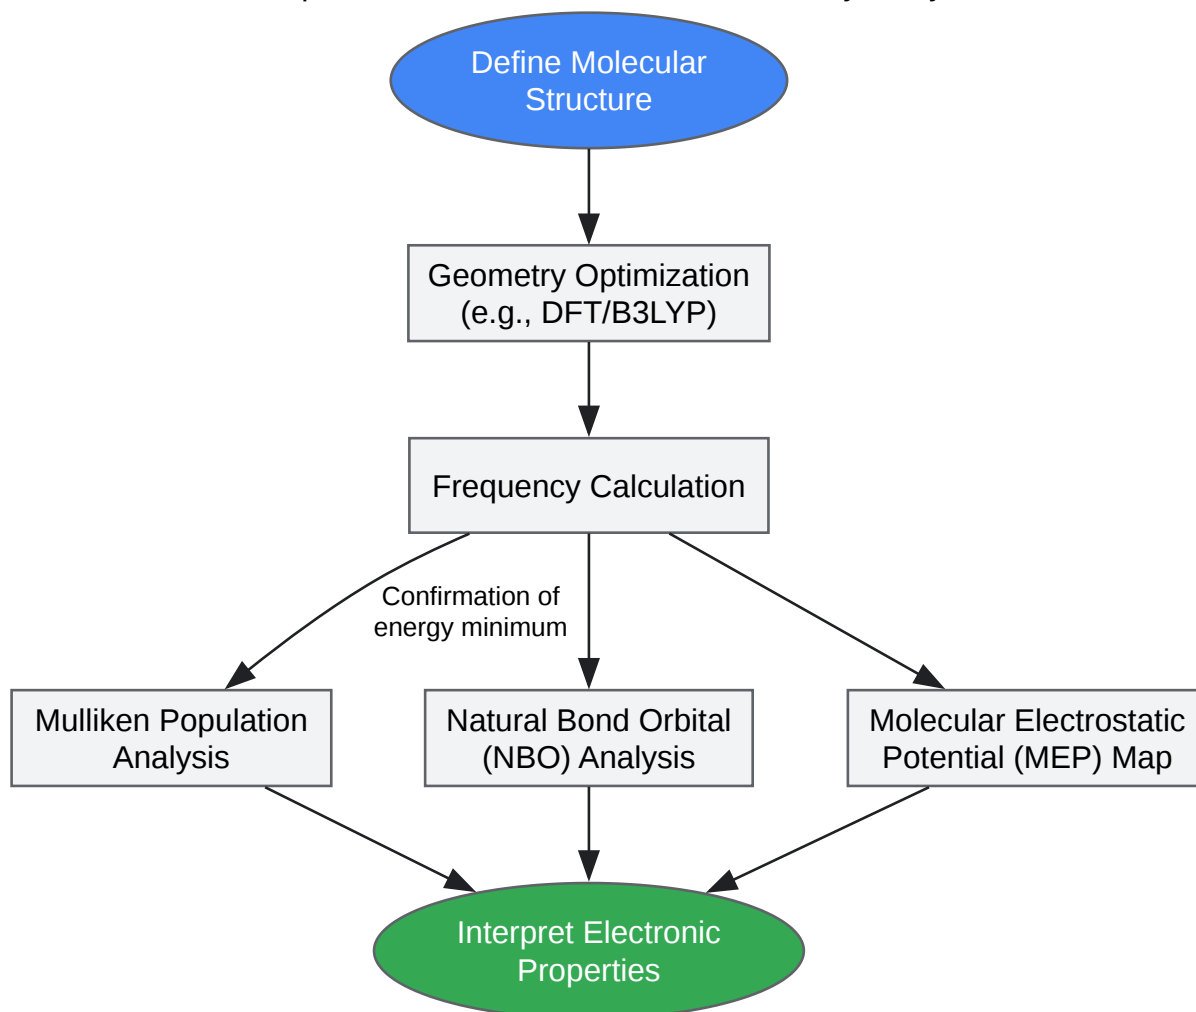 Define Molecular
Structure
Geometry Optimization
(e.g., DFT/B3LYP)
Frequency Calculation
Confirmation of
energy minimum
Mulliken Population
Analysis
Natural Bond Orbital
(NBO) Analysis
Molecular Electrostatic
Potential (MEP) Map
Interpret Electronic
Properties